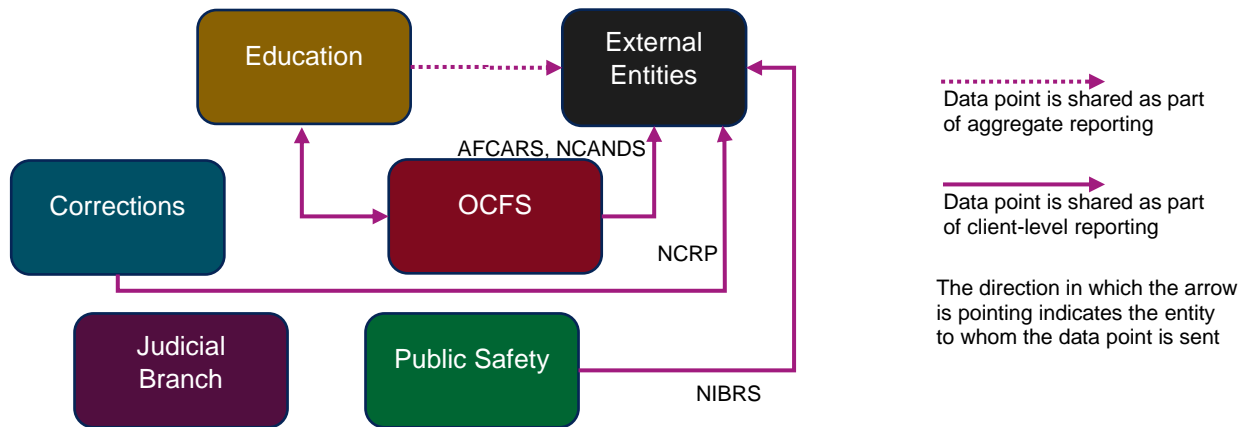 Education
External
Entities
Data point is shared as part
of aggregate reporting
AFCARS, NCANDS
Corrections
OCFS
Data point is shared as part
of client-level reporting
NCRP
The direction in which the arrow
is pointing indicates the entity
to whom the data point is sent
Judicial
Branch
Public Safety
NIBRS